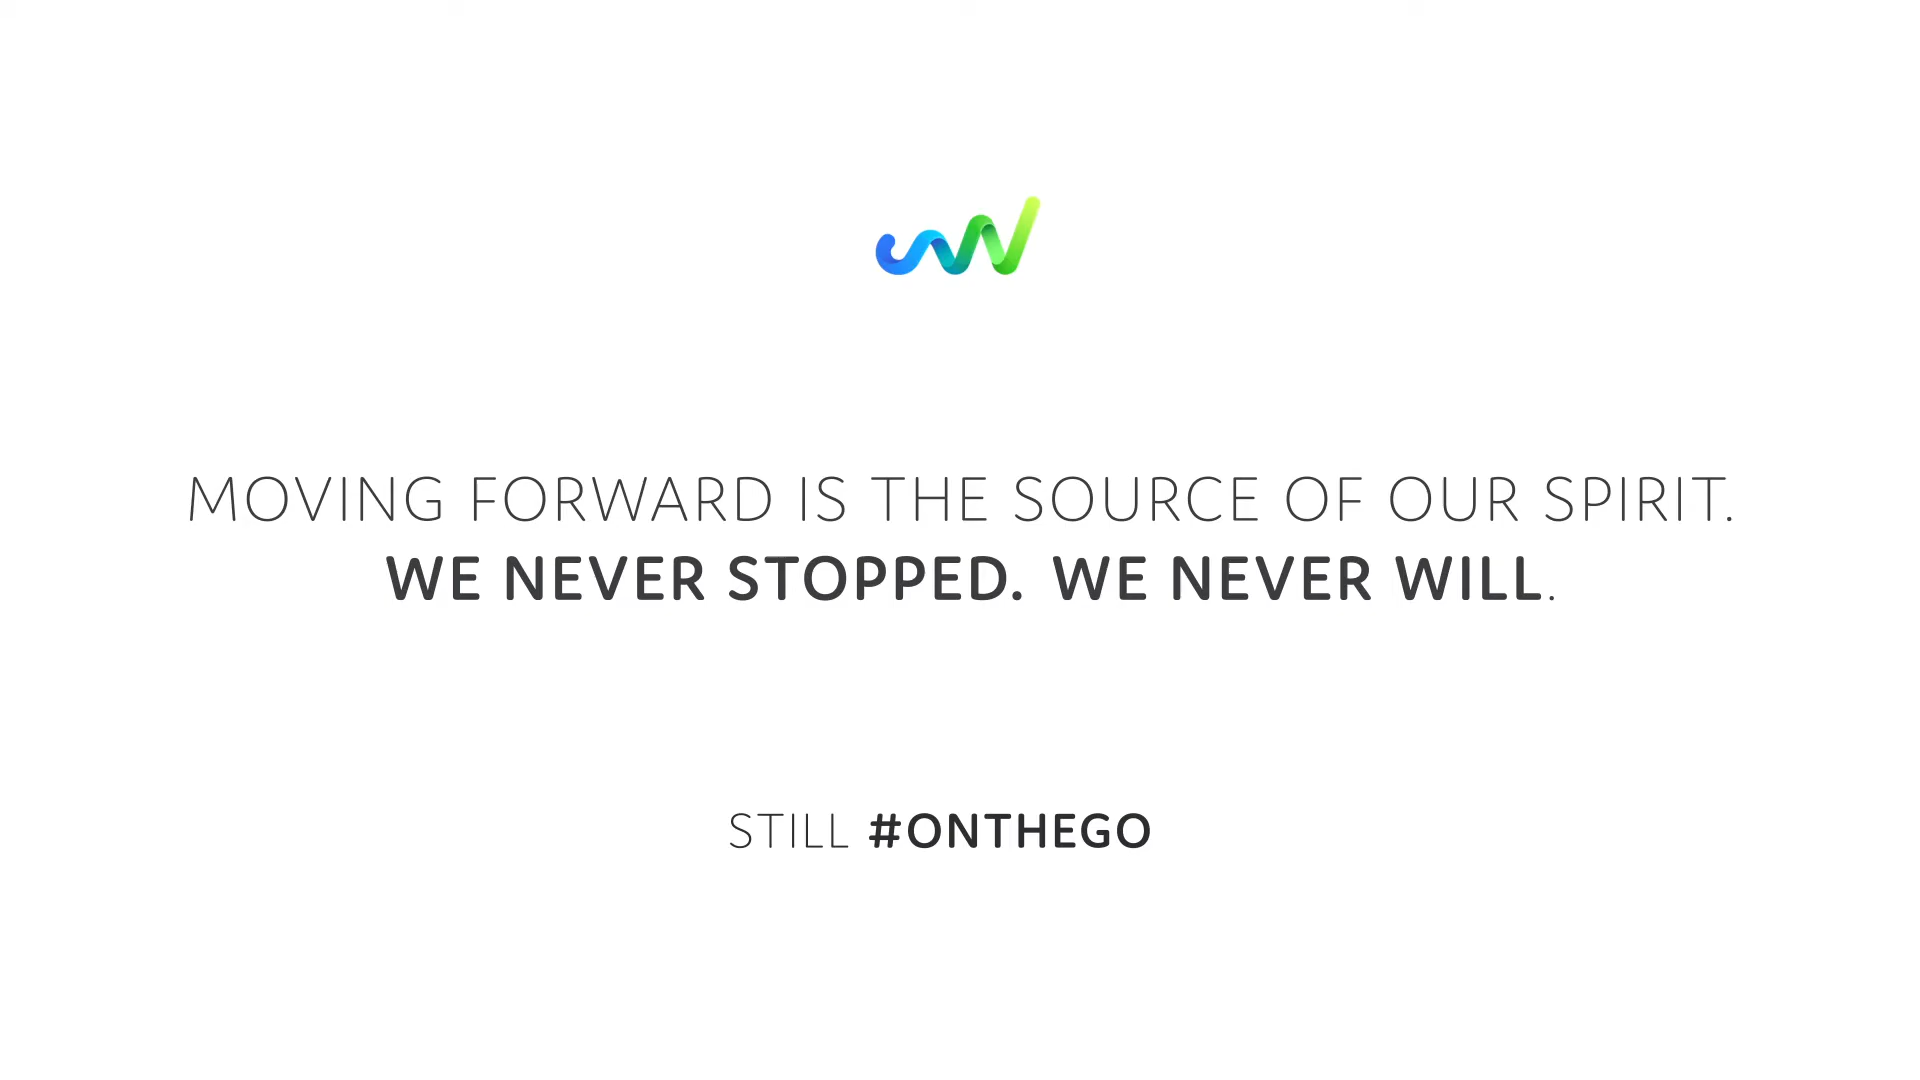 MOVING FORWARD IS THE SOURCE OF OUR SPIRIT.
WE NEVER STOPPED. WE NEVER WILL.
STILL #ONTHEGO